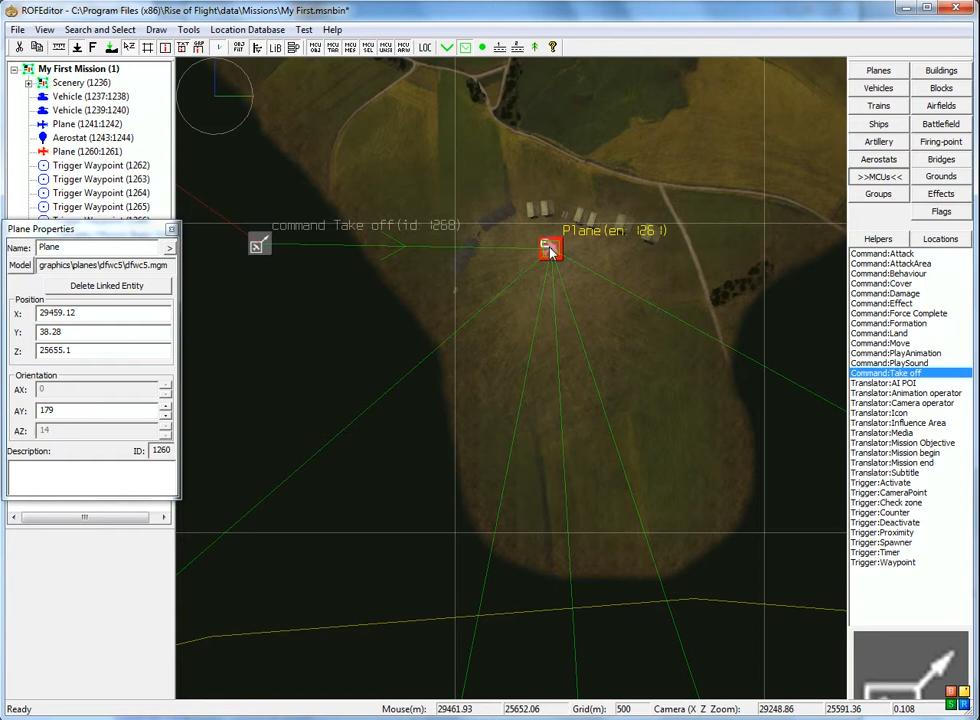 ROFEditor - C:\Program Files (x86)\Rise of Flight\data\Missions\My First.msnbin*
File View Search and Select Draw Tools Location Database Test Help
LOC
My First Mission (1)
Scenery (1236)
Vehicle (1237:1238)
Vehicle (1239:1240)
Plane (1241:1242)
Aerostat (1243:1244)
Plane (1260:1261)
Trigger Waypoint (1262)
Trigger Waypoint (1263)
Trigger Waypoint (1264)
Trigger Waypoint (1265)
Plane Properties
Name: Plane >
Model graphics\planes\dfwc5\dfwc5.mgm
Delete Linked Entity
Position
X: 29459.12
Y: 38.28
Z: 25655.1
Orientation
AX: 0
AY: 179
AZ: 14
Description: ID: 1260
command Take off(id: 1268)
Plane(en: 1261)
Planes Buildings
Vehicles Blocks
Trains Airfields
Ships Battlefield
Artillery Firing-point
Aerostats Bridges
>>MCUs<< Grounds
Groups Effects
Flags
Helpers Locations
Command:Attack
Command:AttackArea
Command:Behaviour
Command:Cover
Command:Damage
Command:Effect
Command:Force Complete
Command:Formation
Command:Land
Command:Move
Command:PlayAnimation
Command:PlaySound
Command:Take off
Translator:AI POI
Translator:Animation operator
Translator:Camera operator
Translator:Icon
Translator:Influence Area
Translator:Media
Translator:Mission Objective
Translator:Mission begin
Translator:Mission end
Translator:Subtitle
Trigger:Activate
Trigger:CameraPoint
Trigger:Check zone
Trigger:Counter
Trigger:Deactivate
Trigger:Proximity
Trigger:Spawner
Trigger:Timer
Trigger:Waypoint
Ready Mouse(m): 29461.93 25652.06 Grid(m): 500 Camera (X Z Zoom): 29248.86 25591.36 0.108